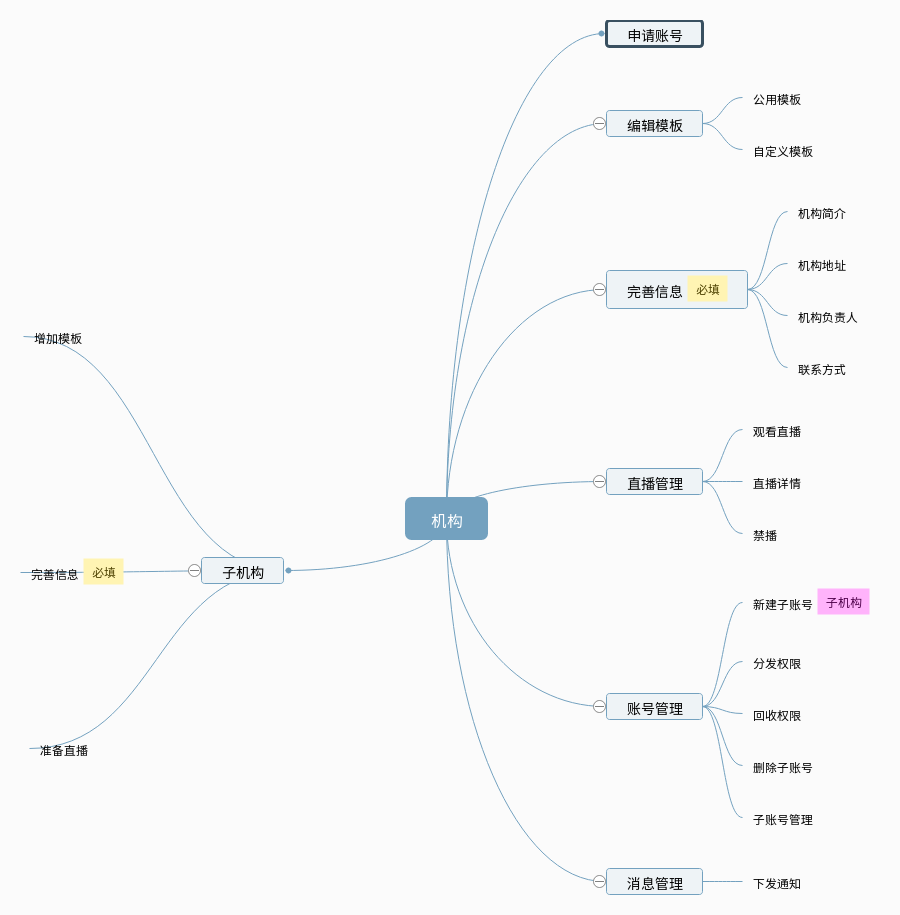 机构
申请账号
编辑模板
公用模板
自定义模板
完善信息 必填
机构简介
机构地址
机构负责人
联系方式
直播管理
观看直播
直播详情
禁播
账号管理
新建子账号 子机构
分发权限
回收权限
删除子账号
子账号管理
消息管理
下发通知
子机构
增加模板
完善信息 必填
准备直播